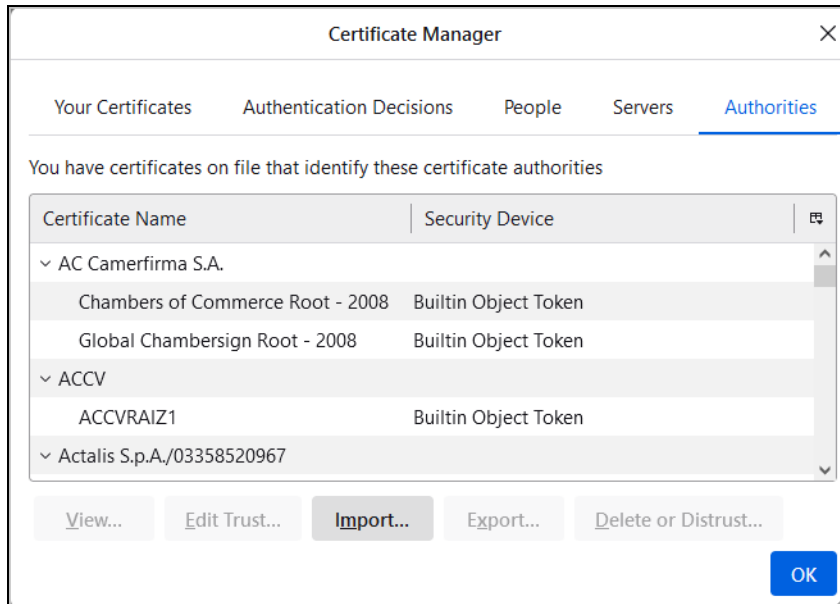 Certificate Manager
Your Certificates Authentication Decisions People Servers Authorities
You have certificates on file that identify these certificate authorities
Certificate Name Security Device
AC Camerfirma S.A.
Chambers of Commerce Root - 2008 Builtin Object Token
Global Chambersign Root - 2008 Builtin Object Token
ACCV
ACCVRAIZ1 Builtin Object Token
Actalis S.p.A./03358520967
View... Edit Trust... Import... Export... Delete or Distrust...
OK